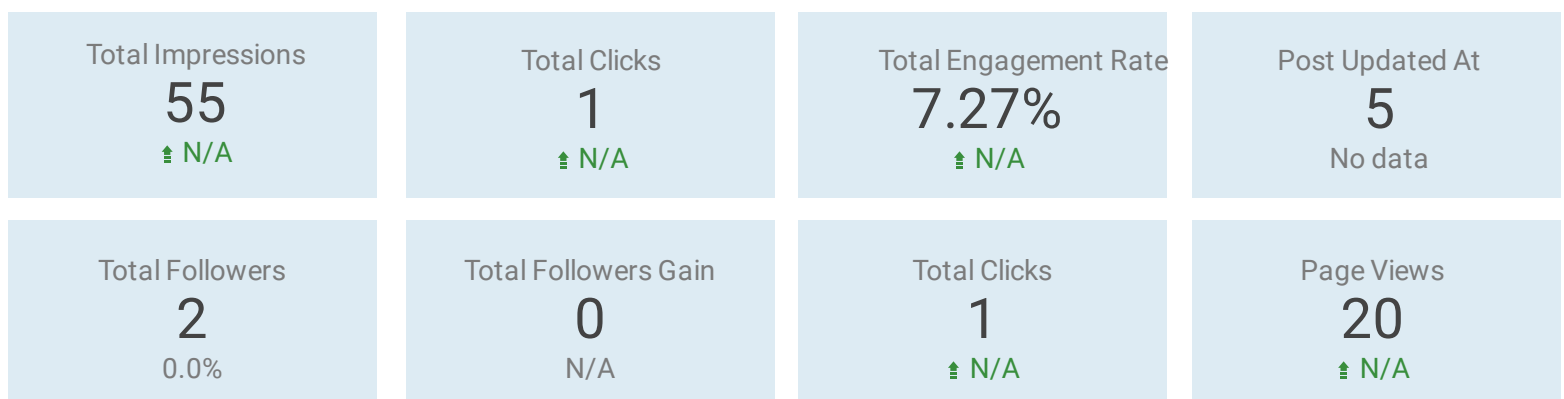 Total Impressions
55
N/A
Total Clicks
1
N/A
Total Engagement Rate
7.27%
N/A
Post Updated At
5
No data
Total Followers
2
0.0%
Total Followers Gain
0
N/A
Total Clicks
1
N/A
Page Views
20
N/A